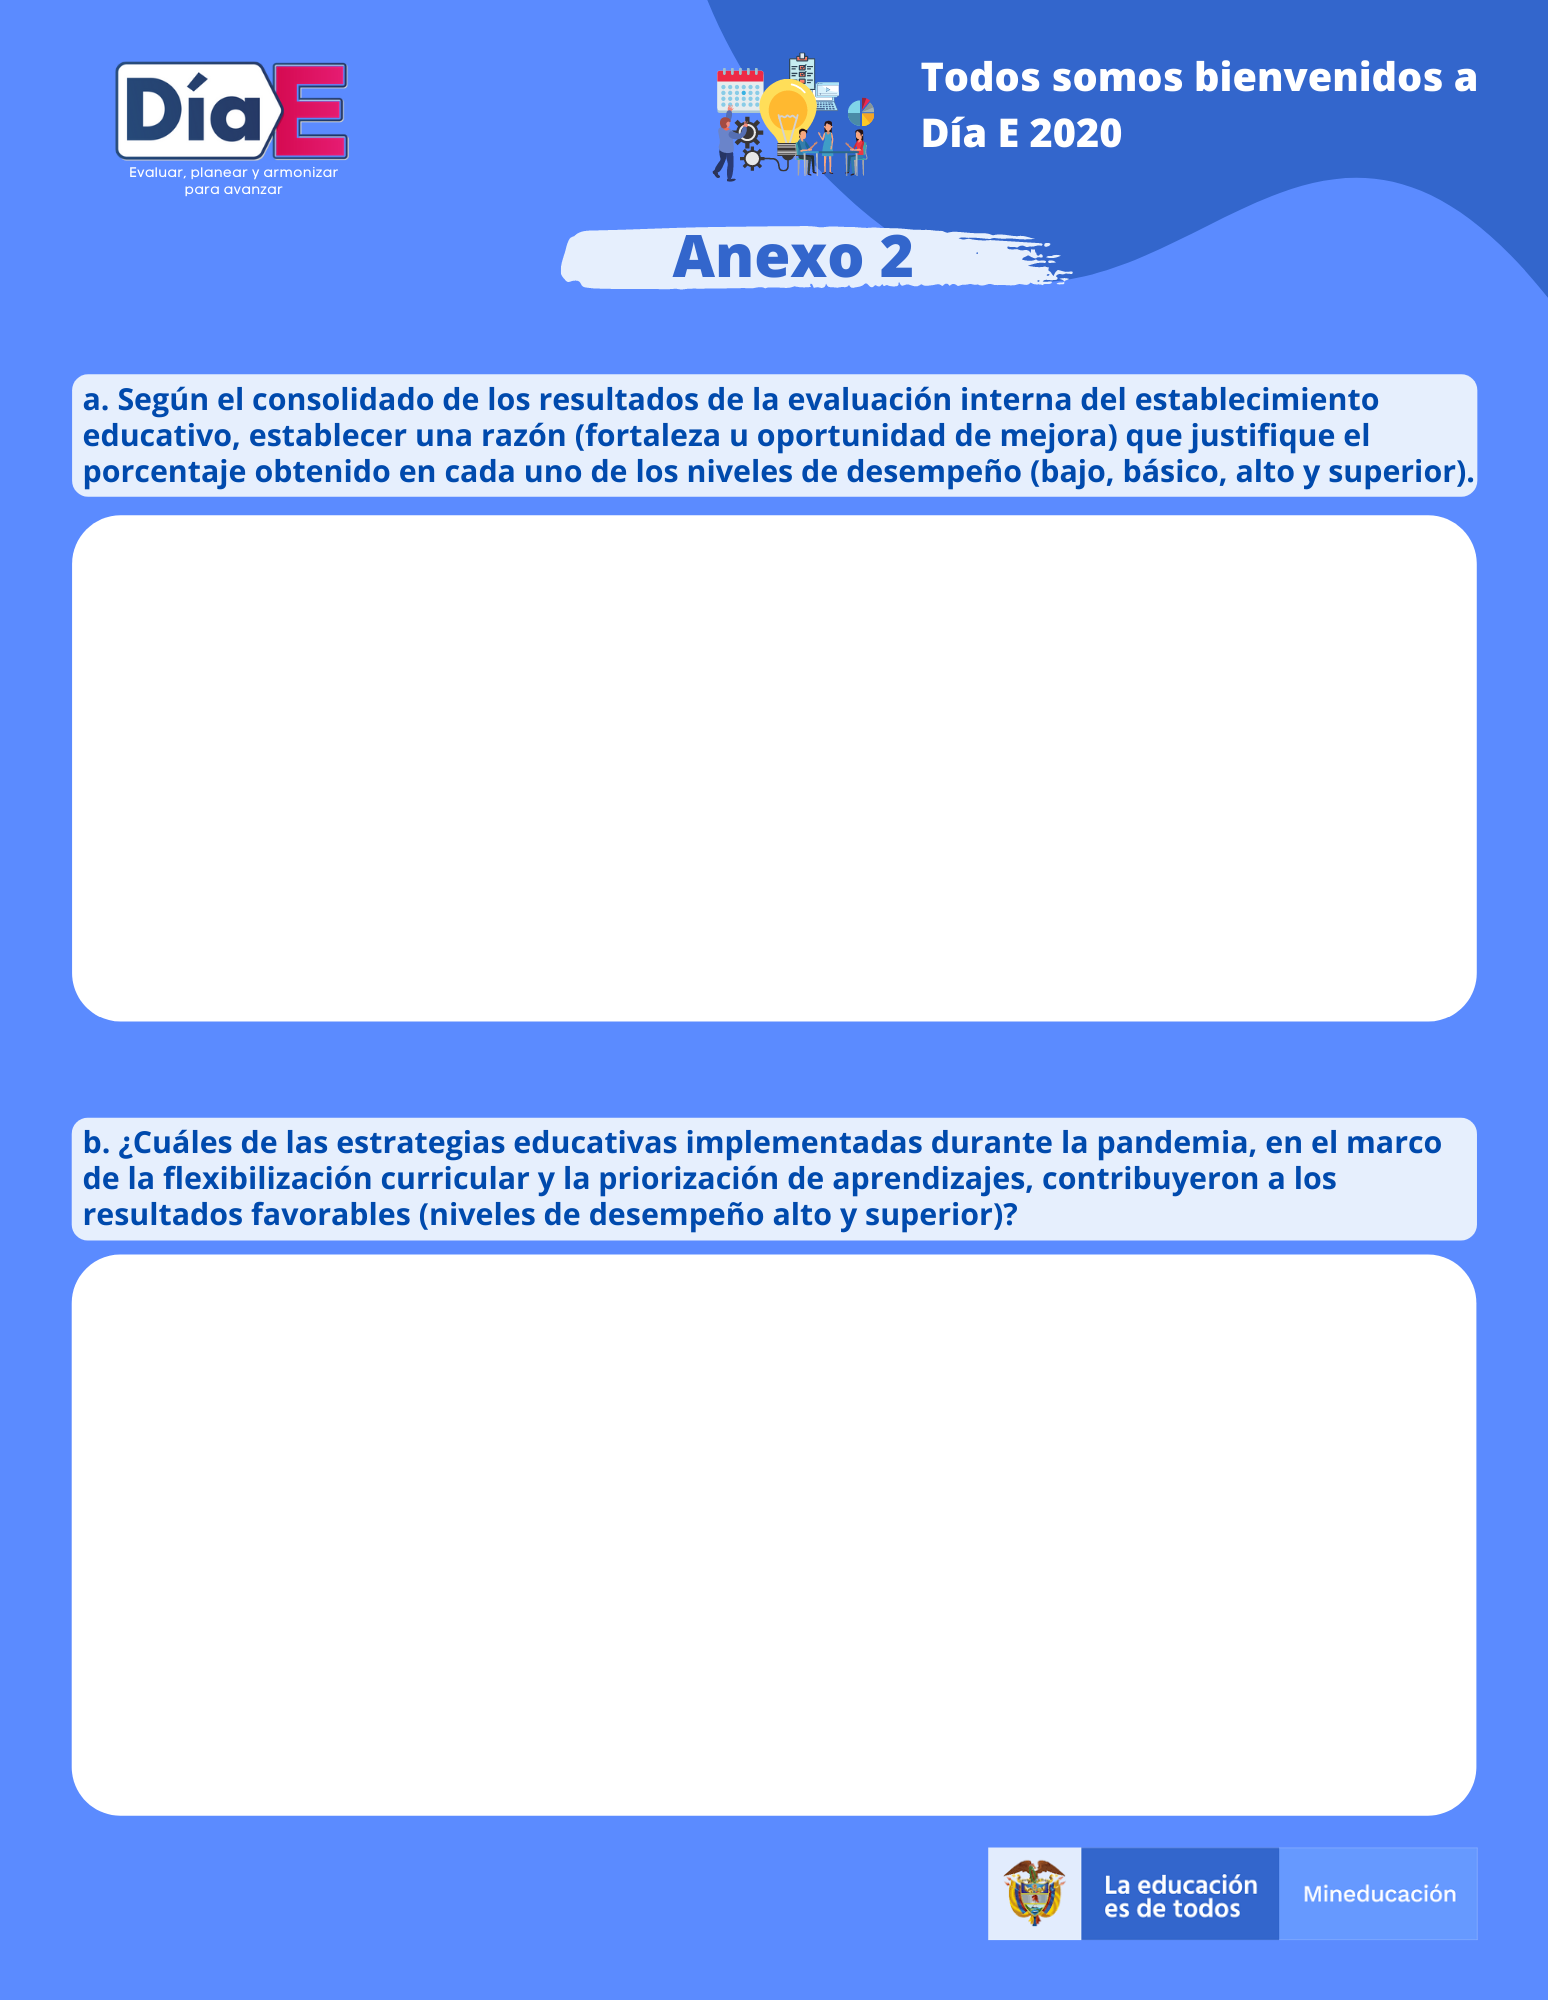 DíaE
Evaluar, planear y armonizar
para avanzar
Todos somos bienvenidos a
Día E 2020
Anexo 2
a. Según el consolidado de los resultados de la evaluación interna del establecimiento
educativo, establecer una razón (fortaleza u oportunidad de mejora) que justifique el
porcentaje obtenido en cada uno de los niveles de desempeño (bajo, básico, alto y superior).
b. ¿Cuáles de las estrategias educativas implementadas durante la pandemia, en el marco
de la flexibilización curricular y la priorización de aprendizajes, contribuyeron a los
resultados favorables (niveles de desempeño alto y superior)?
La educación
es de todos
Mineducación